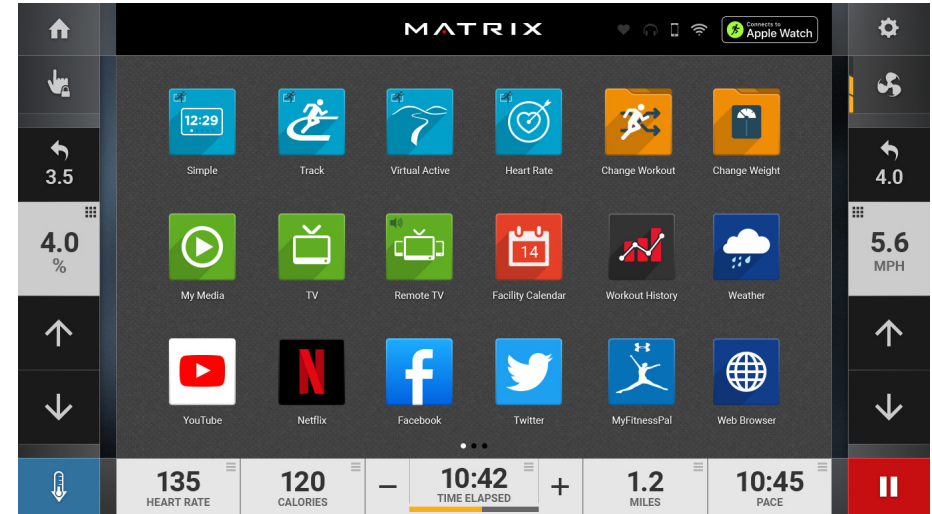 MATRIX
Connects to
Apple Watch
3.5
4.0
%
4.0
5.6
MPH
12:29
Simple
Track
Virtual Active
Heart Rate
Change Workout
Change Weight
My Media
TV
Remote TV
14
Facility Calendar
Workout History
Weather
N
f
YouTube
Netflix
Facebook
Twitter
MyFitnessPal
Web Browser
135
HEART RATE
120
CALORIES
−
10:42
TIME ELAPSED
+
1.2
MILES
10:45
PACE